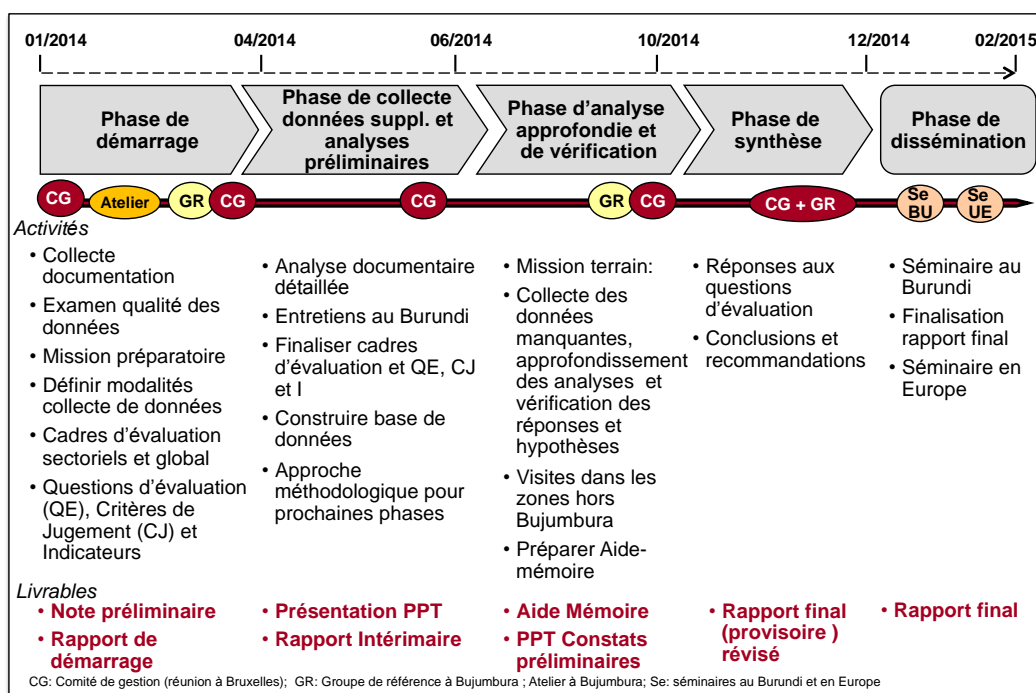 01/2014 04/2014 06/2014 10/2014 12/2014 02/2015
Phase de
démarrage
Phase de collecte
données suppl. et
analyses
préliminaires
Phase d'analyse
approfondie et
de vérification
Phase de
synthèse
Phase de
dissémination
CG Atelier GR CG CG GR CG CG + GR Se BU Se UE
Activités
• Collecte
documentation
• Examen qualité des
données
• Mission préparatoire
• Définir modalités
collecte de données
• Cadres d'évaluation
sectoriels et global
• Questions d'évaluation
(QE), Critères de
Jugement (CJ) et
Indicateurs
• Analyse documentaire
détaillée
• Entretiens au Burundi
• Finaliser cadres
d'évaluation et QE, CJ
et I
• Construire base de
données
• Approche
méthodologique pour
prochaines phases
• Mission terrain:
• Collecte des
données
manquantes,
approfondissement
des analyses et
vérification des
réponses et
hypothèses
• Visites dans les
zones hors
Bujumbura
• Préparer Aide-
mémoire
• Réponses aux
questions
d'évaluation
• Conclusions et
recommandations
• Séminaire au
Burundi
• Finalisation
rapport final
• Séminaire en
Europe
Livrables
• Note préliminaire
• Rapport de
démarrage
• Présentation PPT
• Rapport Intérimaire
• Aide Mémoire
• PPT Constats
préliminaires
• Rapport final
(provisoire )
révisé
• Rapport final
CG: Comité de gestion (réunion à Bruxelles); GR: Groupe de référence à Bujumbura ; Atelier à Bujumbura; Se: séminaires au Burundi et en Europe